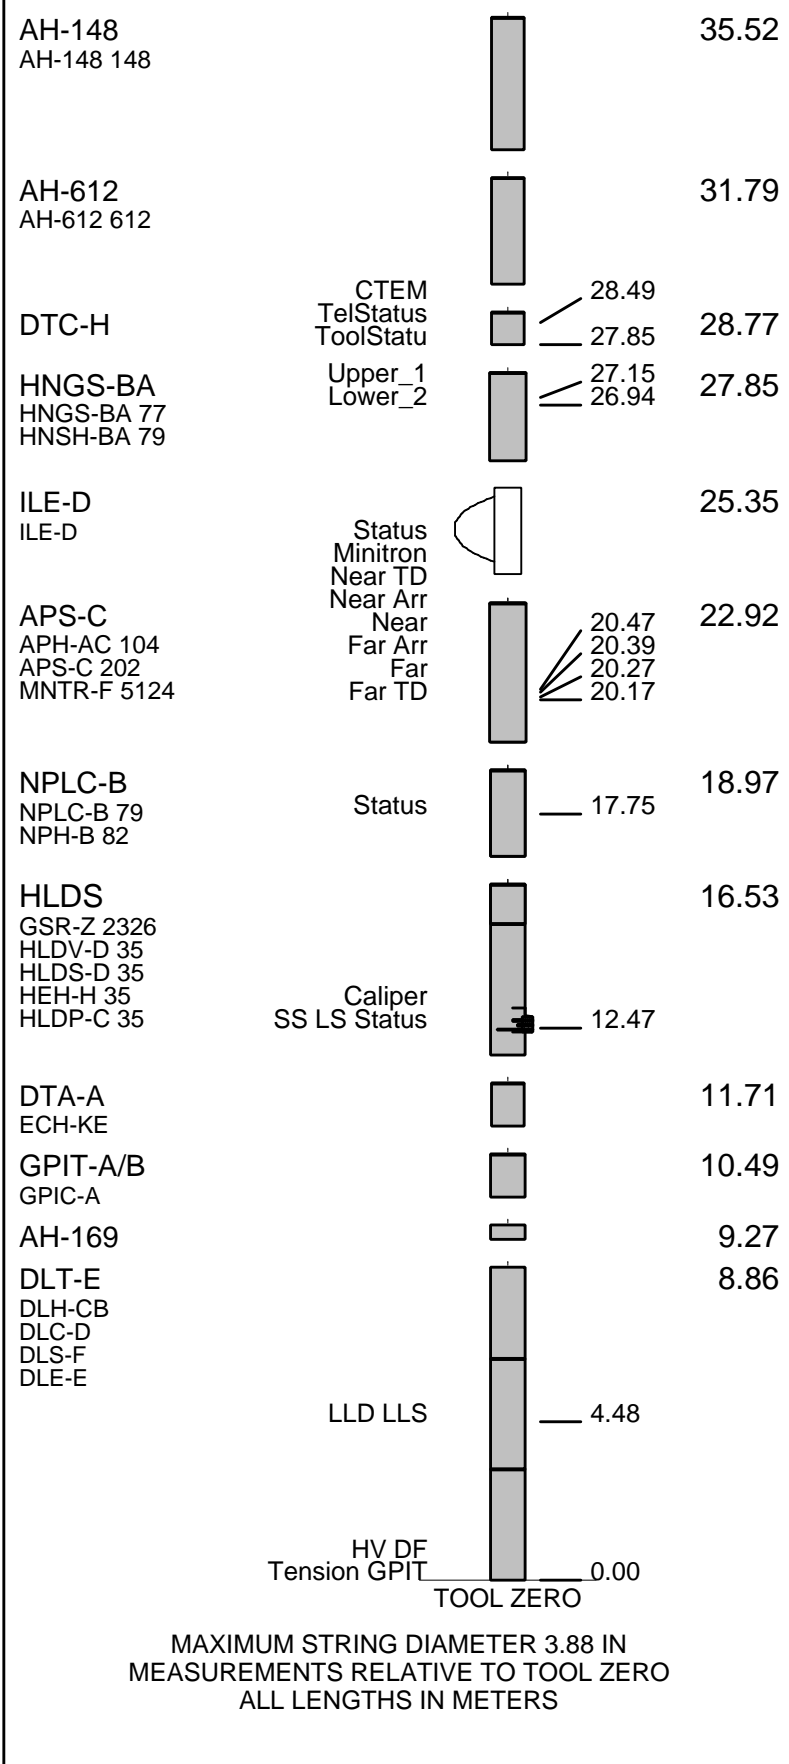 AH-148 35.52
AH-148 148
AH-612 31.79
AH-612 612
CTEM 28.49
TelStatus
DTC-H 28.77
ToolStatu 27.85
Upper_1 27.15
HNGS-BA 27.85
Lower_2 26.94
HNGS-BA 77
HNSH-BA 79
ILE-D 25.35
ILE-D Status
Minitron
Near TD
Near Arr
APS-C 22.92
Near 20.47
APH-AC 104 Far Arr 20.39
APS-C 202 Far 20.27
MNTR-F 5124 Far TD 20.17
NPLC-B 18.97
NPLC-B 79 Status 17.75
NPH-B 82
HLDS 16.53
GSR-Z 2326
HLDV-D 35
HLDS-D 35
HEH-H 35 Caliper
HLDP-C 35 SS LS Status 12.47
DTA-A 11.71
ECH-KE
GPIT-A/B 10.49
GPIC-A
AH-169 9.27
DLT-E 8.86
DLH-CB
DLC-D
DLS-F
DLE-E
LLD LLS 4.48
HV DF
Tension GPIT 0.00
TOOL ZERO
MAXIMUM STRING DIAMETER 3.88 IN
MEASUREMENTS RELATIVE TO TOOL ZERO
ALL LENGTHS IN METERS